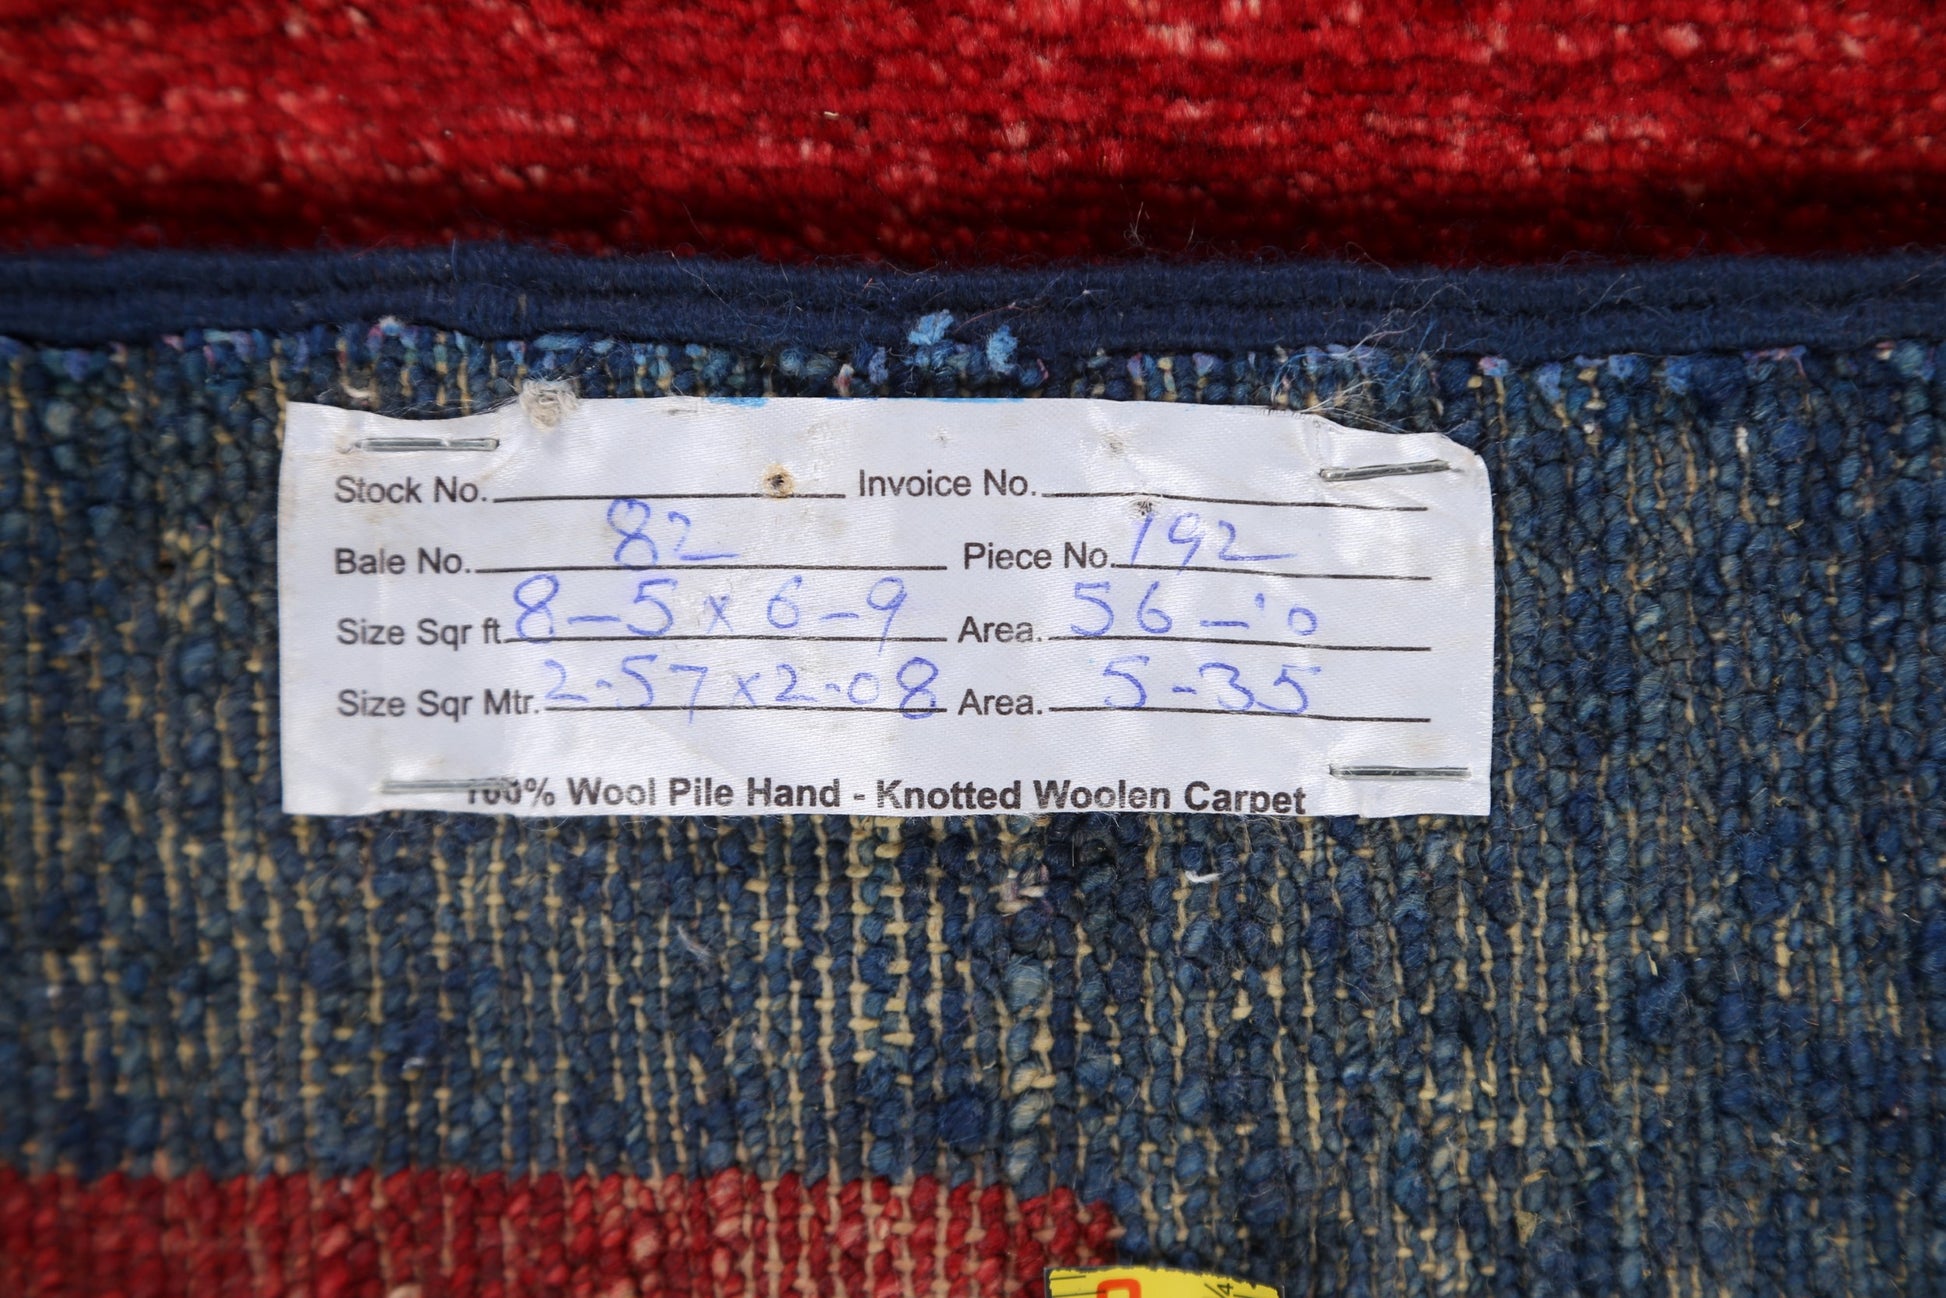 Stock No. Invoice No.
Bale No. 82 Piece No. 192
Size Sqr ft. 8-5 x 6-9 Area. 56-10
Size Sqr Mtr. 2.57 x 2.08 Area. 5-35
100% Wool Pile Hand - Knotted Woolen Carpet